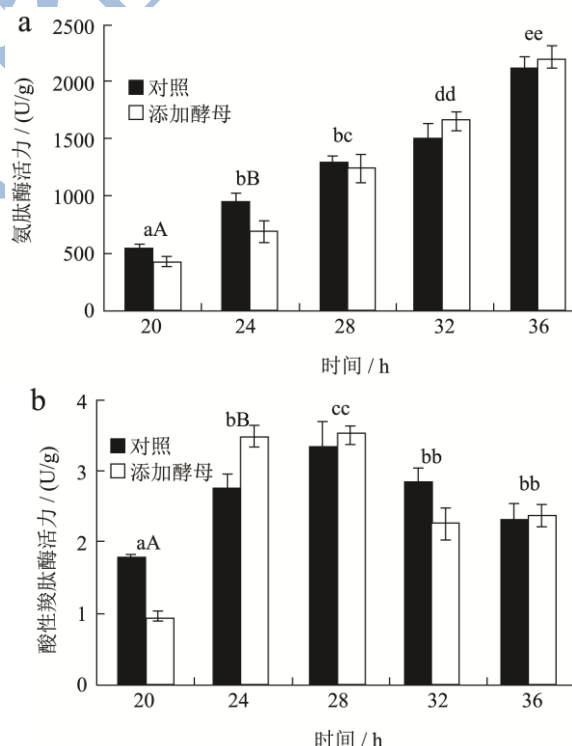 a
氨肽酶活力 / (U/g)
2500
2000
1500
1000
500
0
对照
添加酵母
aA
bB
bc
dd
ee
20 24 28 32 36
时间 / h
b
酸性羧肽酶活力 / (U/g)
4
3
2
1
0
对照
添加酵母
aA
bB
cc
bb
bb
20 24 28 32 36
时间 / h